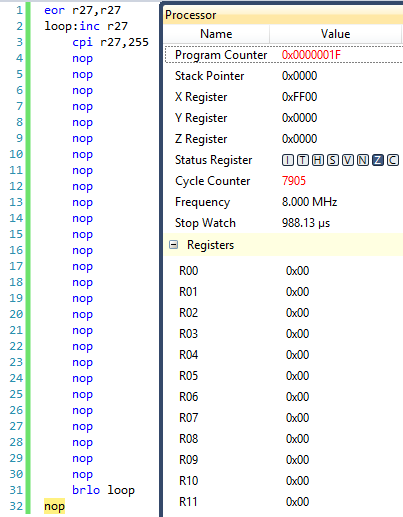 1 eor r27,r27
2 loop:inc r27
3 cpi r27,255
4 nop
5 nop
6 nop
7 nop
8 nop
9 nop
10 nop
11 nop
12 nop
13 nop
14 nop
15 nop
16 nop
17 nop
18 nop
19 nop
20 nop
21 nop
22 nop
23 nop
24 nop
25 nop
26 nop
27 nop
28 nop
29 nop
30 nop
31 brlo loop
32 nop
Processor
Name Value
Program Counter 0x0000001F
Stack Pointer 0x0000
X Register 0xFF00
Y Register 0x0000
Z Register 0x0000
Status Register I T H S V N Z C
Cycle Counter 7905
Frequency 8.000 MHz
Stop Watch 988.13 µs
Registers
R00 0x00
R01 0x00
R02 0x00
R03 0x00
R04 0x00
R05 0x00
R06 0x00
R07 0x00
R08 0x00
R09 0x00
R10 0x00
R11 0x00